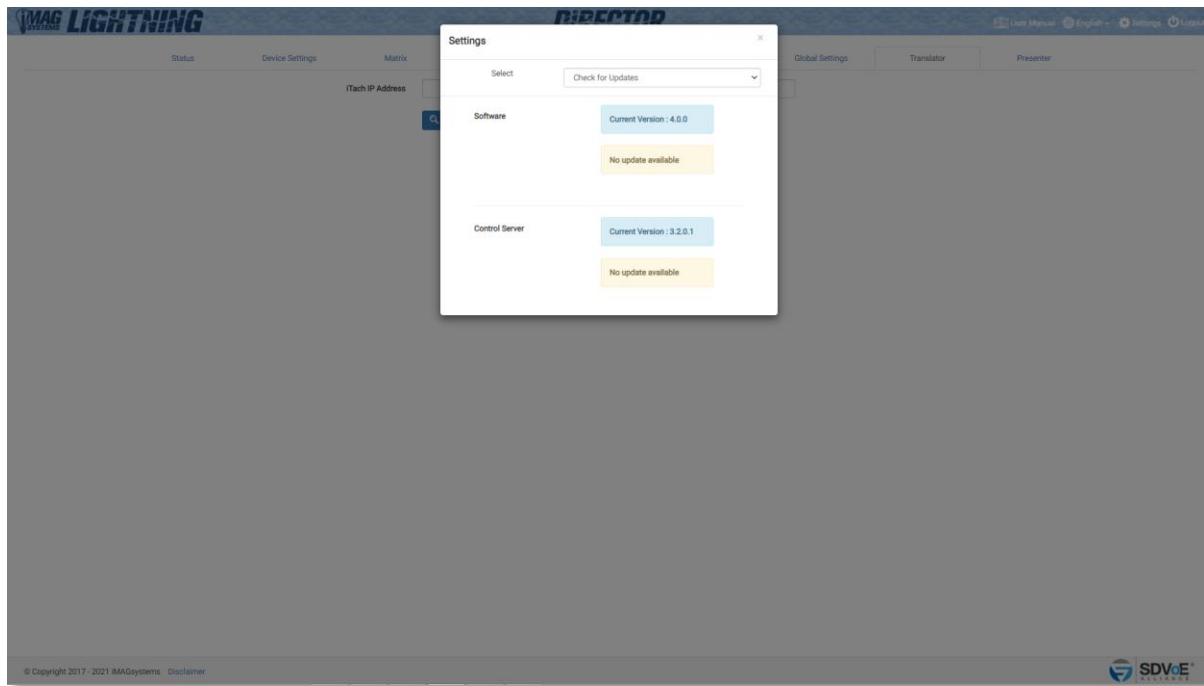 iMAG SYSTEMS LIGHTNING
DIRECTOR
User Manual English Settings Logout
Settings ×
Status Device Settings Matrix Global Settings Translator Presenter
Select Check for Updates
iTach IP Address
Software Current Version : 4.0.0
No update available
Control Server Current Version : 3.2.0.1
No update available
© Copyright 2017 - 2021 iMAGsystems Disclaimer
SDVoE
ALLIANCE